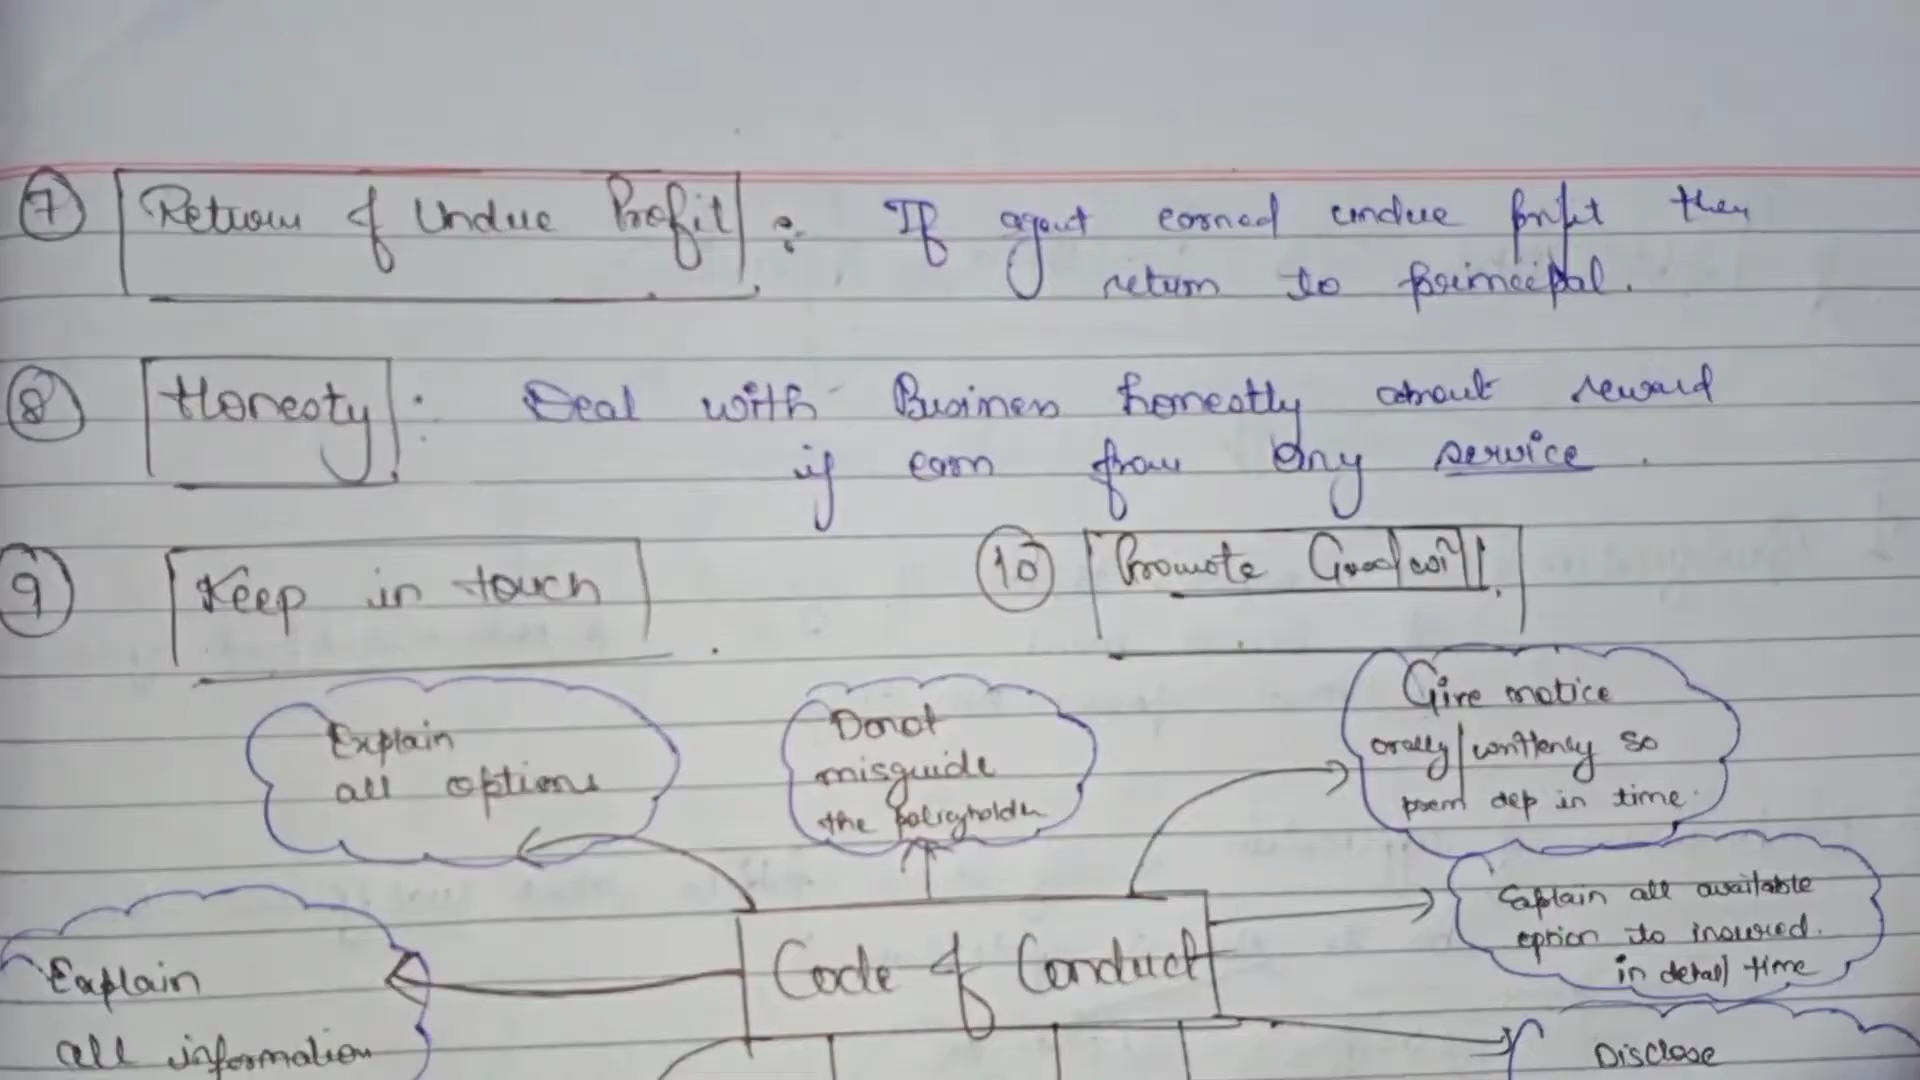 7 Return of Undue Profit : If agent earned undue profit then
return to principal.
8 Honesty : Deal with Business honestly about reward
if earn from any service.
9 Keep in touch
10 Promote Goodwill.
Explain
all options
Donot
misguide
the policyholder
Give notice
orally/writtency so
prem dep in time.
Explain all available
option to insured.
in detail time
Code of Conduct
Explain
all information
Disclose